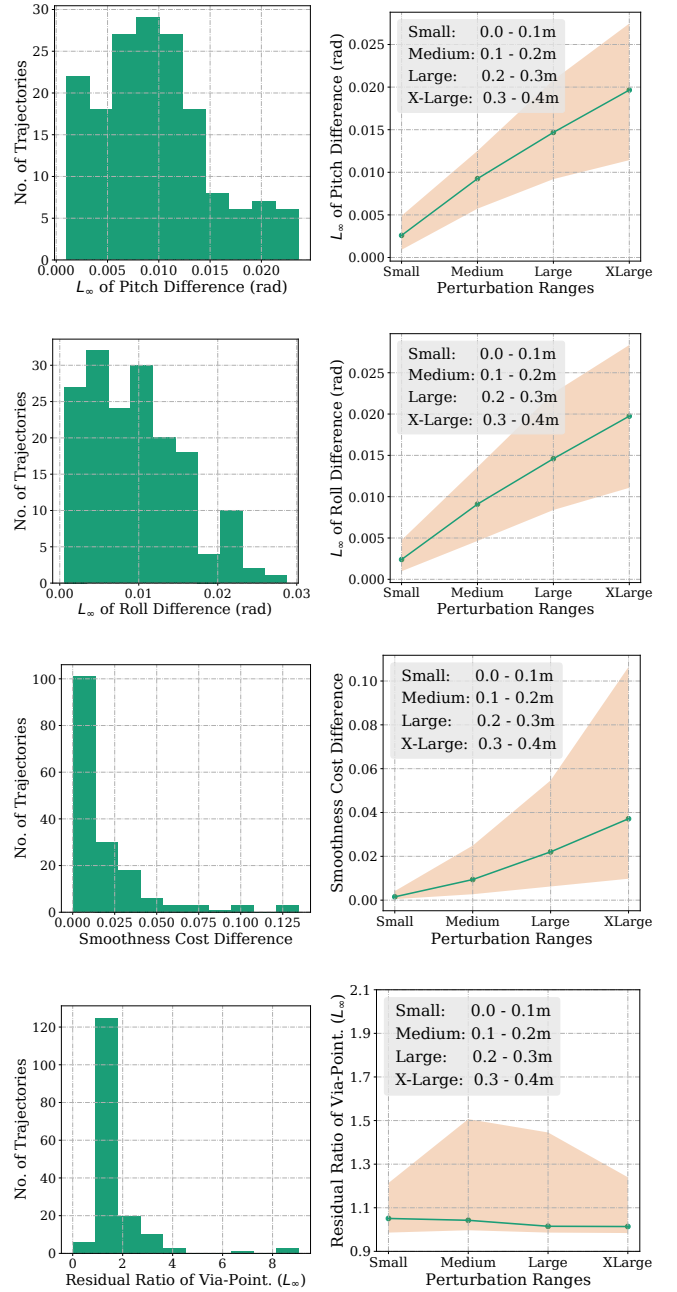 No. of Trajectories
30
25
20
15
10
5
0
0.000 0.005 0.010 0.015 0.020
L∞ of Pitch Difference (rad)
L∞ of Pitch Difference (rad)
0.025
0.020
0.015
0.010
0.005
0.000
Small: 0.0 - 0.1m
Medium: 0.1 - 0.2m
Large: 0.2 - 0.3m
X-Large: 0.3 - 0.4m
Small Medium Large XLarge
Perturbation Ranges
No. of Trajectories
30
25
20
15
10
5
0
0.00 0.01 0.02 0.03
L∞ of Roll Difference (rad)
L∞ of Roll Difference (rad)
0.025
0.020
0.015
0.010
0.005
0.000
Small: 0.0 - 0.1m
Medium: 0.1 - 0.2m
Large: 0.2 - 0.3m
X-Large: 0.3 - 0.4m
Small Medium Large XLarge
Perturbation Ranges
No. of Trajectories
100
80
60
40
20
0
0.000 0.025 0.050 0.075 0.100 0.125
Smoothness Cost Difference
Smoothness Cost Difference
0.10
0.08
0.06
0.04
0.02
0.00
Small: 0.0 - 0.1m
Medium: 0.1 - 0.2m
Large: 0.2 - 0.3m
X-Large: 0.3 - 0.4m
Small Medium Large XLarge
Perturbation Ranges
No. of Trajectories
120
100
80
60
40
20
0
0 2 4 6 8
Residual Ratio of Via-Point. (L∞)
Residual Ratio of Via-Point. (L∞)
2.1
1.9
1.7
1.5
1.3
1.1
0.9
Small: 0.0 - 0.1m
Medium: 0.1 - 0.2m
Large: 0.2 - 0.3m
X-Large: 0.3 - 0.4m
Small Medium Large XLarge
Perturbation Ranges